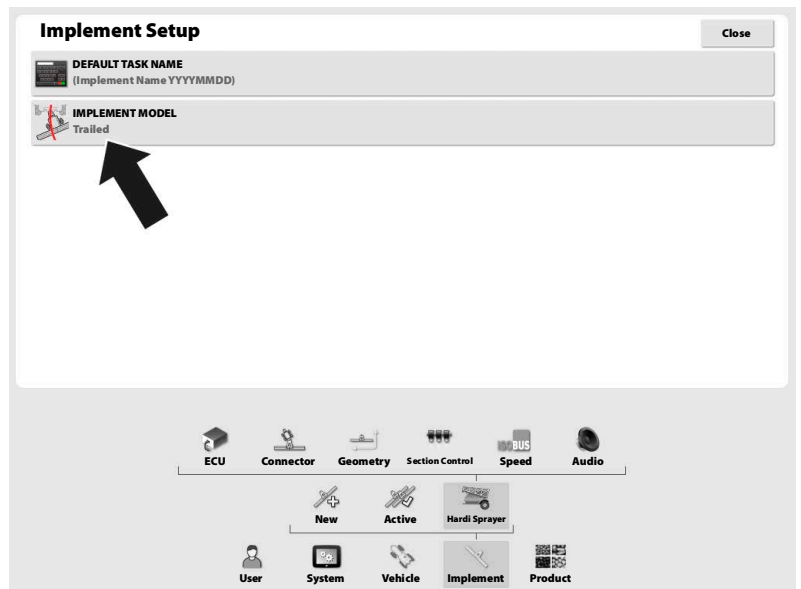 Implement Setup
Close
DEFAULT TASK NAME
(Implement Name YYYYMMDD)
IMPLEMENT MODEL
Trailed
ISOBUS
ECU Connector Geometry Section Control Speed Audio
New Active Hardi Sprayer
User System Vehicle Implement Product